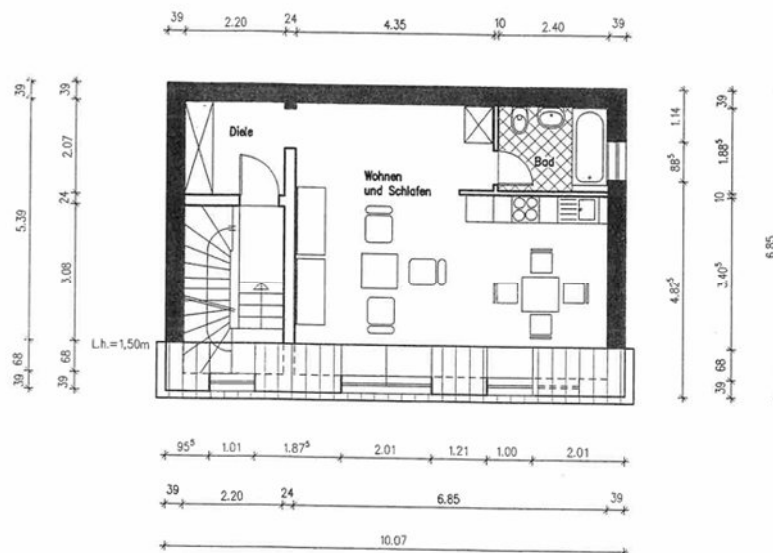 39 2.20 24 4.35 10 2.40 39
39 2.07 24 3.08 68 39
39 5.39 68 39
Diele
Wohnen
und Schlafen
Bad
L.h.=1,50m
1.14 88⁵ 4.82⁵
39 1.88⁵ 10 3.40⁵ 68 39
6.85
95⁵ 1.01 1.87⁵ 2.01 1.21 1.00 2.01
39 2.20 24 6.85 39
10.07